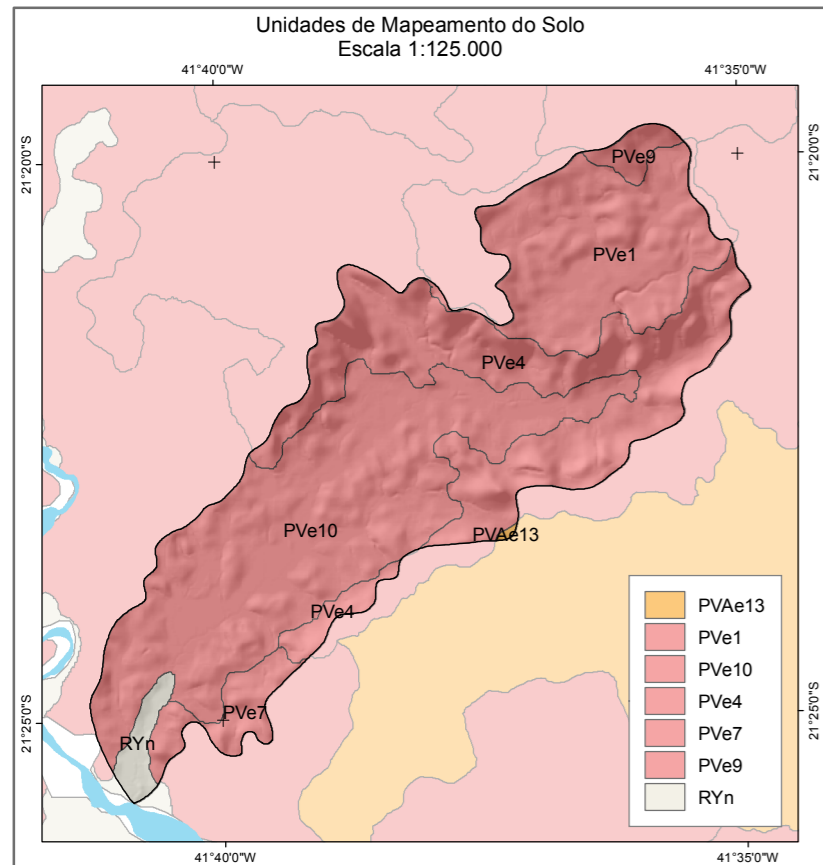 Unidades de Mapeamento do Solo
Escala 1:125.000
41°40'0"W
41°35'0"W
21°20'0"S
21°20'0"S
PVe9
PVe1
PVe4
PVe10
PVAe13
PVe4
PVe7
RYn
21°25'0"S
21°25'0"S
PVAe13
PVe1
PVe10
PVe4
PVe7
PVe9
RYn
41°40'0"W
41°35'0"W